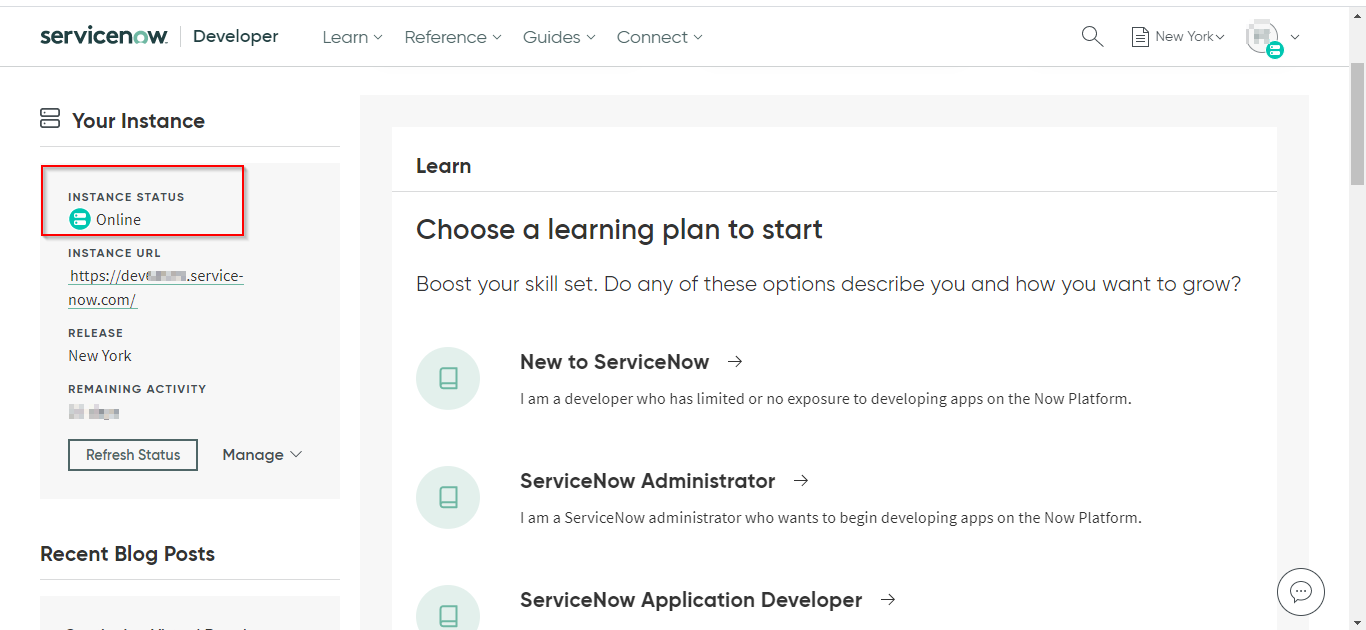 servicenow Developer Learn Reference Guides Connect New York
Your Instance
INSTANCE STATUS
Online
INSTANCE URL
https://dev .service-
now.com/
RELEASE
New York
REMAINING ACTIVITY
Refresh Status Manage
Recent Blog Posts
Learn
Choose a learning plan to start
Boost your skill set. Do any of these options describe you and how you want to grow?
New to ServiceNow →
I am a developer who has limited or no exposure to developing apps on the Now Platform.
ServiceNow Administrator →
I am a ServiceNow administrator who wants to begin developing apps on the Now Platform.
ServiceNow Application Developer →